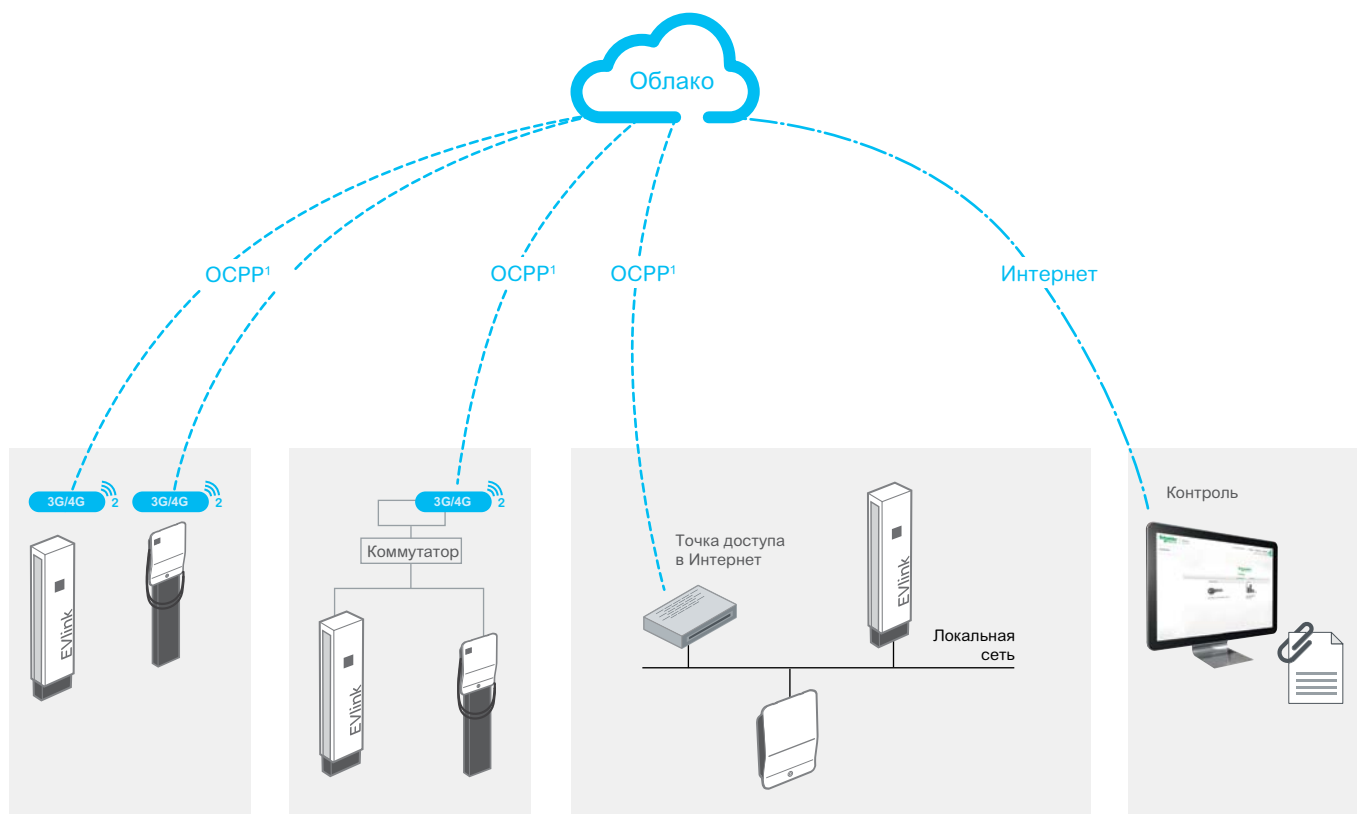 Облако
OCPP¹
OCPP¹
OCPP¹
Интернет
3G/4G 2
3G/4G 2
3G/4G 2
Контроль
Коммутатор
Точка доступа
в Интернет
EVlink
EVlink
EVlink
Локальная
сеть